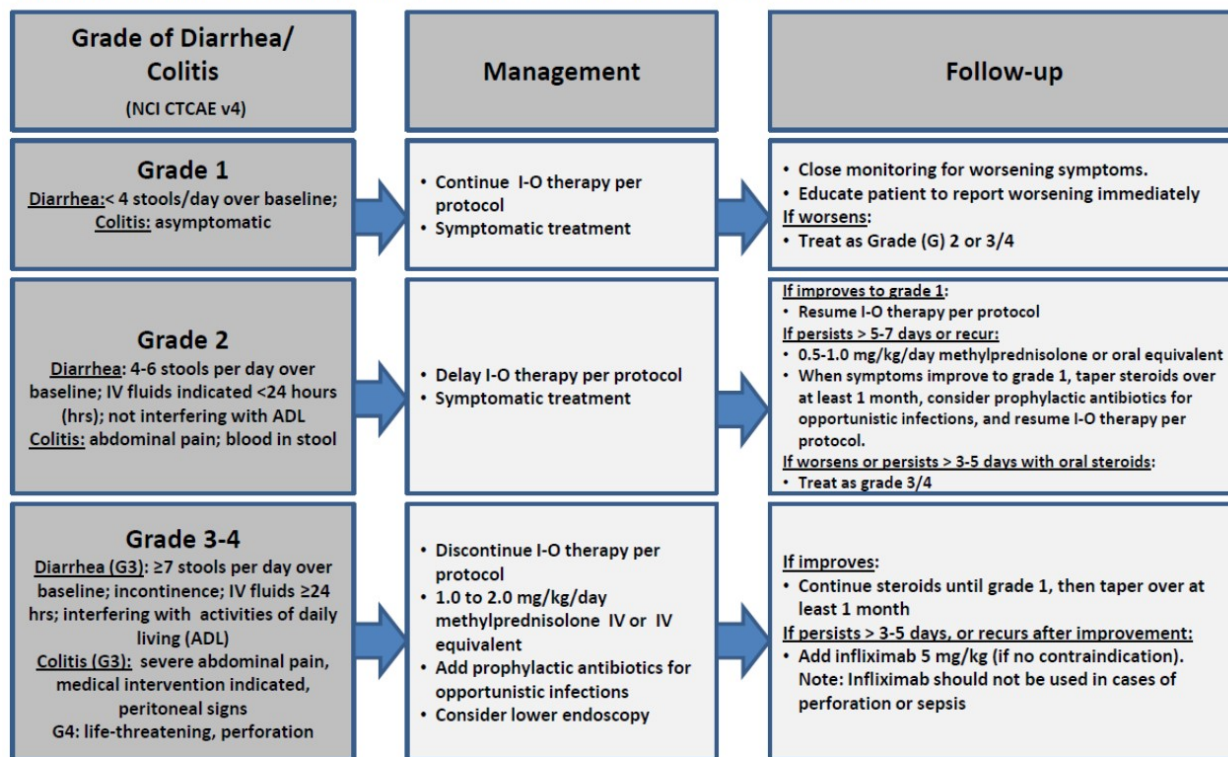 Grade of Diarrhea/
Colitis
(NCI CTCAE v4)
Management
Follow-up
Grade 1
Diarrhea:< 4 stools/day over baseline;
Colitis: asymptomatic
• Continue I-O therapy per
protocol
• Symptomatic treatment
• Close monitoring for worsening symptoms.
• Educate patient to report worsening immediately
If worsens:
• Treat as Grade (G) 2 or 3/4
Grade 2
Diarrhea: 4-6 stools per day over
baseline; IV fluids indicated <24 hours
(hrs); not interfering with ADL
Colitis: abdominal pain; blood in stool
• Delay I-O therapy per protocol
• Symptomatic treatment
If improves to grade 1:
• Resume I-O therapy per protocol
If persists > 5-7 days or recur:
• 0.5-1.0 mg/kg/day methylprednisolone or oral equivalent
• When symptoms improve to grade 1, taper steroids over
at least 1 month, consider prophylactic antibiotics for
opportunistic infections, and resume I-O therapy per
protocol.
If worsens or persists > 3-5 days with oral steroids:
• Treat as grade 3/4
Grade 3-4
Diarrhea (G3): ≥7 stools per day over
baseline; incontinence; IV fluids ≥24
hrs; interfering with activities of daily
living (ADL)
Colitis (G3): severe abdominal pain,
medical intervention indicated,
peritoneal signs
G4: life-threatening, perforation
• Discontinue I-O therapy per
protocol
• 1.0 to 2.0 mg/kg/day
methylprednisolone IV or IV
equivalent
• Add prophylactic antibiotics for
opportunistic infections
• Consider lower endoscopy
If improves:
• Continue steroids until grade 1, then taper over at
least 1 month
If persists > 3-5 days, or recurs after improvement:
• Add infliximab 5 mg/kg (if no contraindication).
Note: Infliximab should not be used in cases of
perforation or sepsis